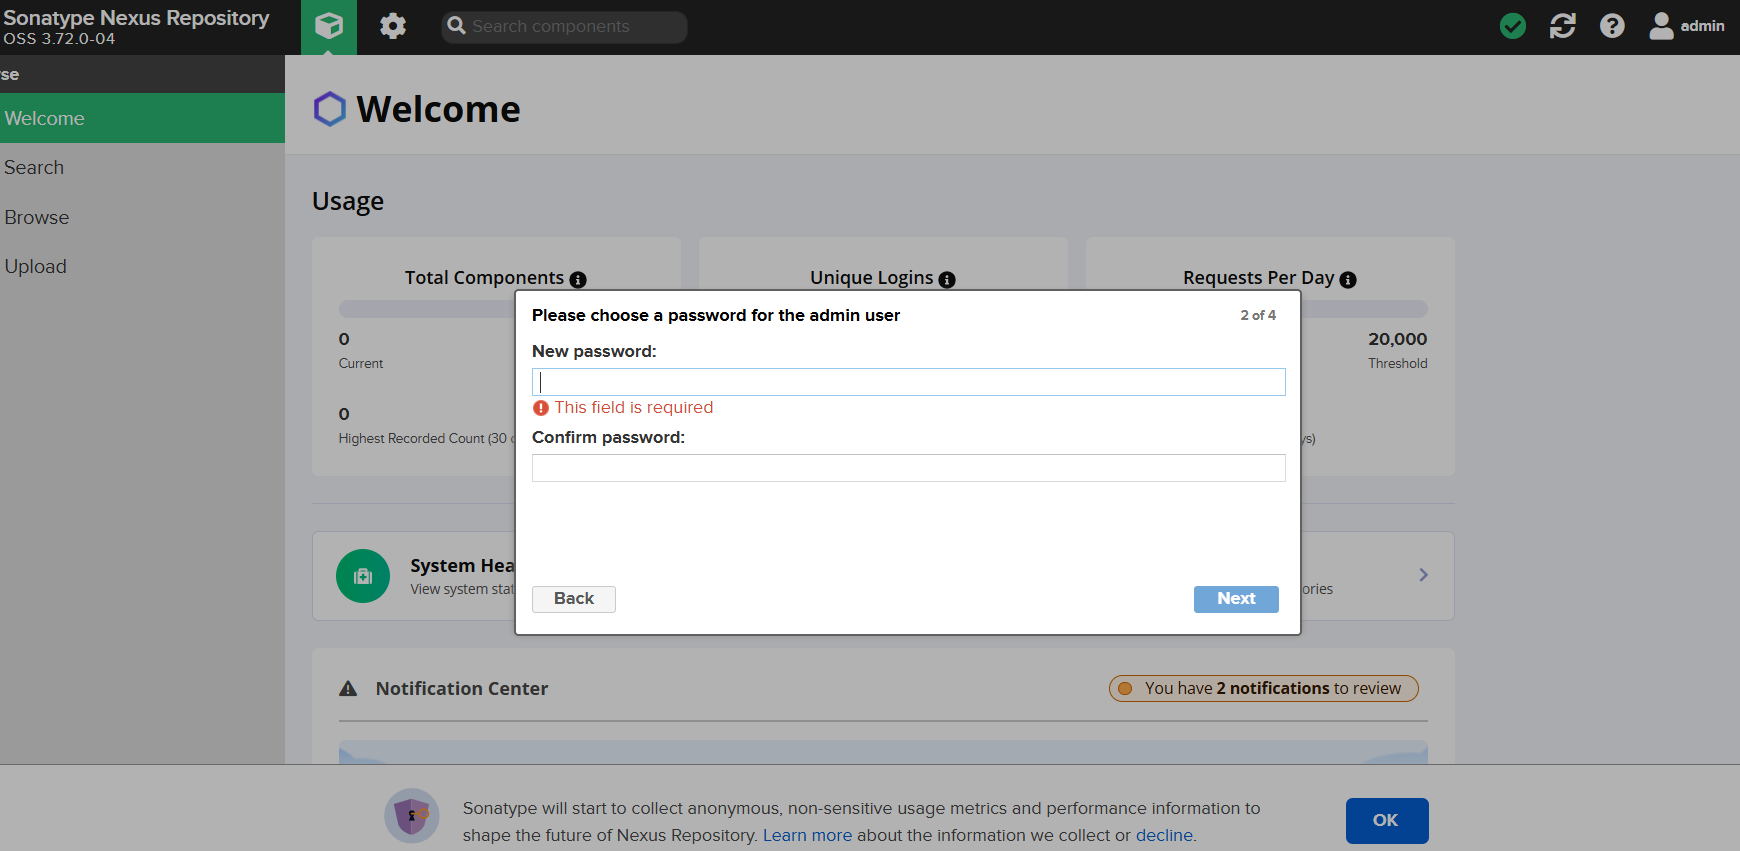 Sonatype Nexus Repository
OSS 3.72.0-04
Search components
admin
se
Welcome
Search
Browse
Upload
Welcome
Usage
Total Components
Unique Logins
Requests Per Day
0
Current
20,000
Threshold
0
Highest Recorded Count (30
ys)
Please choose a password for the admin user
2 of 4
New password:
This field is required
Confirm password:
Back
Next
System Hea
View system stat
ories
Notification Center
You have 2 notifications to review
Sonatype will start to collect anonymous, non-sensitive usage metrics and performance information to
shape the future of Nexus Repository. Learn more about the information we collect or decline.
OK